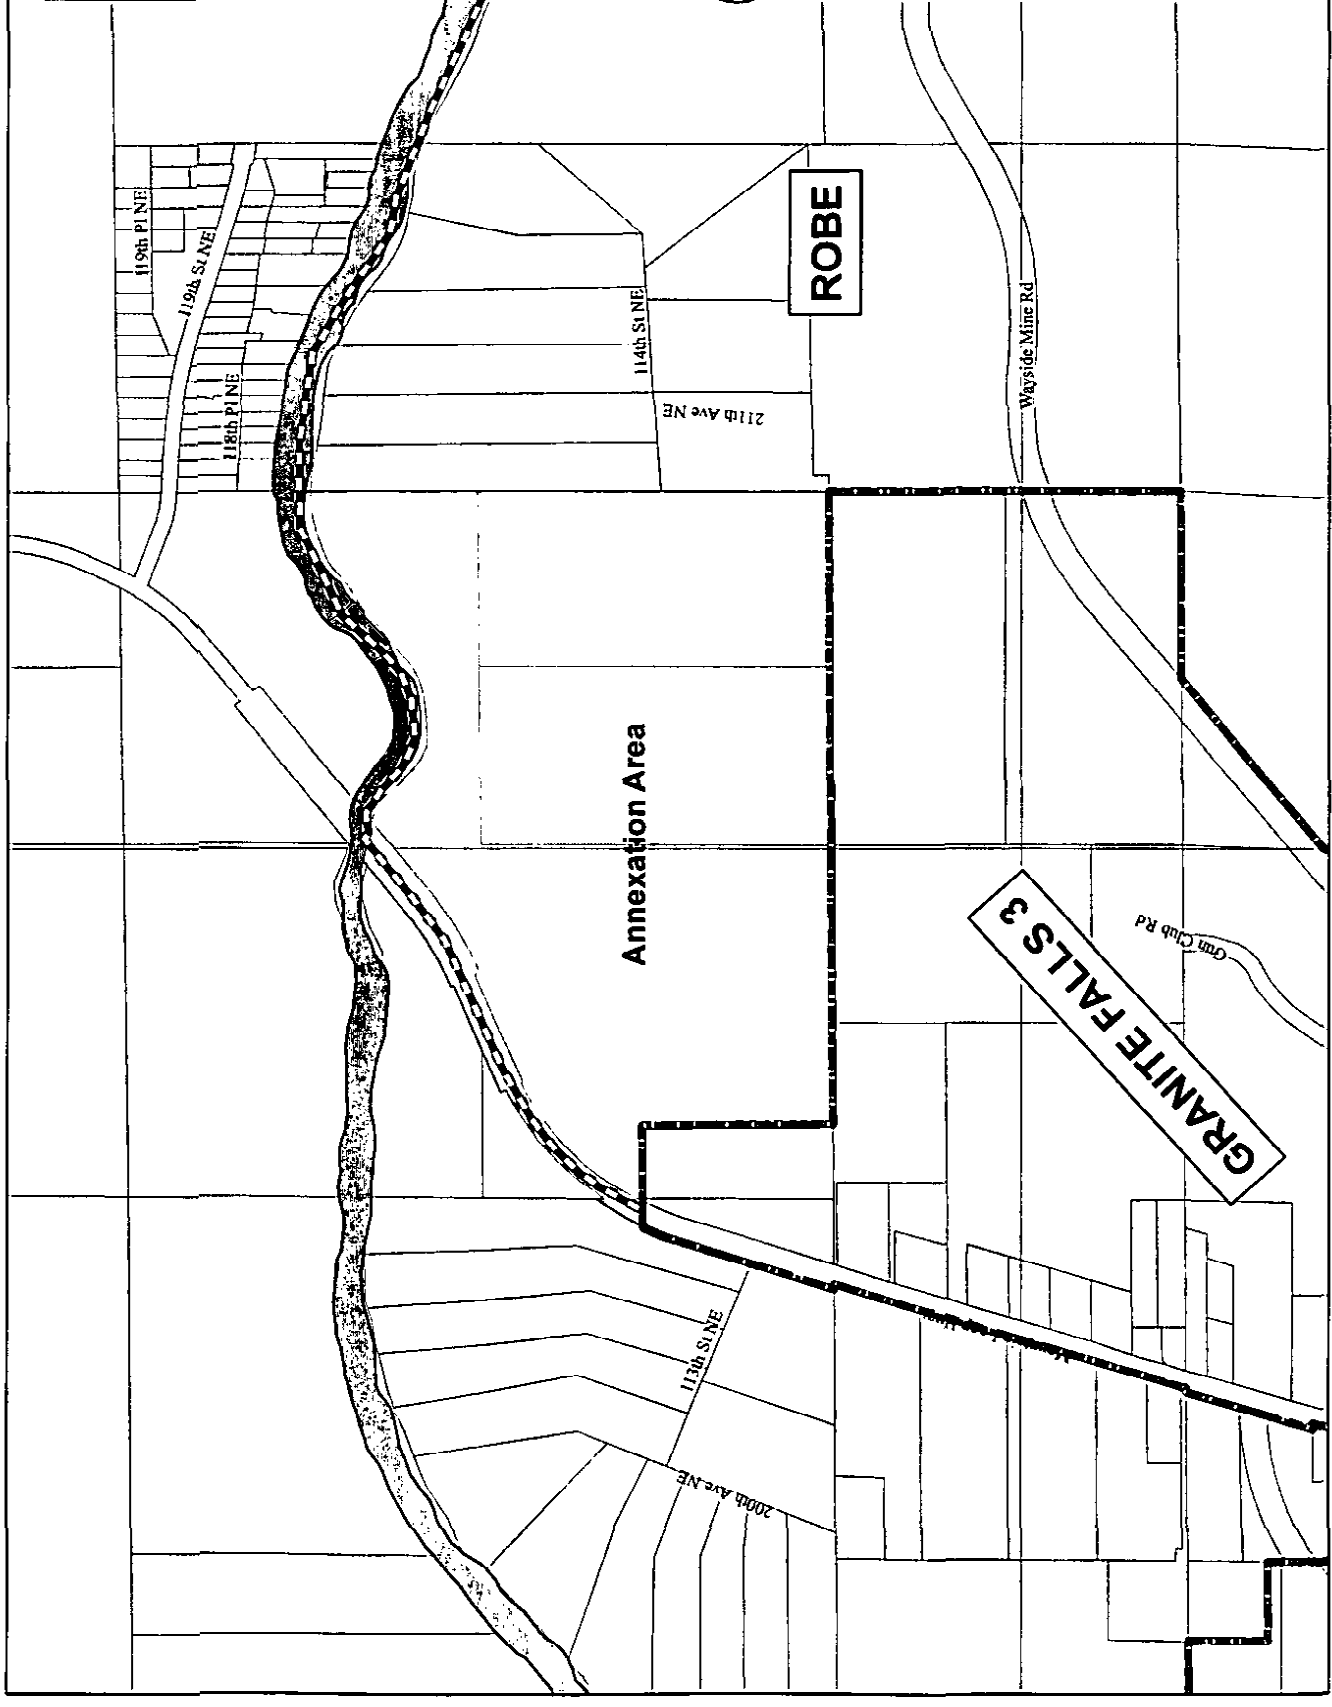 119th Pl NE
119th St NE
118th Pl NE
114th St NE
211th Ave NE
ROBE
Wayside Mine Rd
Annexation Area
Gun Club Rd
GRANITE FALLS 3
113th St NE
200th Ave NE